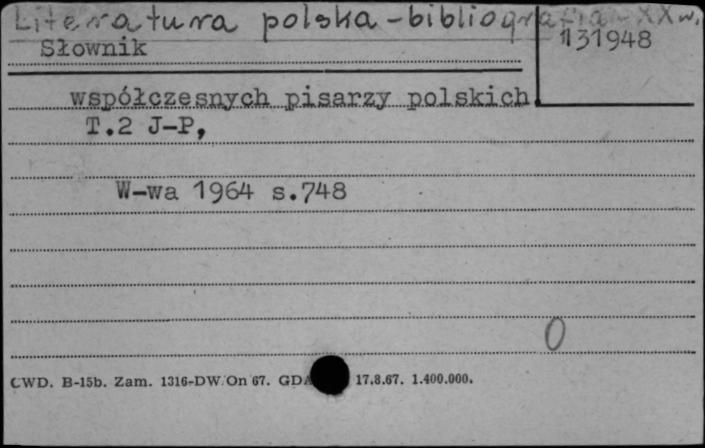 Literatura polska - bibliografia - XX w.
Słownik
131948
współczesnych pisarzy polskich
T.2 J-P,
W-wa 1964 s.748
0
CWD. B-15b. Zam. 1316-DW/On 67. 17.8.67. 1.400.000.